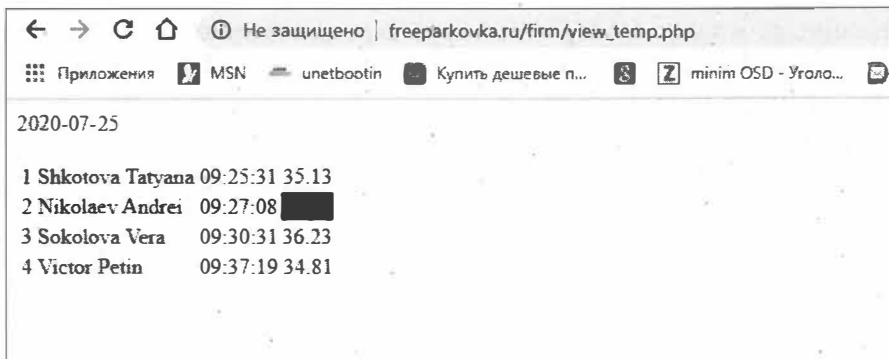 Не защищено | freeparkovka.ru/firm/view_temp.php
Приложения MSN unetbootin Купить дешевые п... 8 Z minim OSD - Уголо...
2020-07-25
1 Shkotova Tatyana 09:25:31 35.13
2 Nikolaev Andrei 09:27:08
3 Sokolova Vera 09:30:31 36.23
4 Victor Petin 09:37:19 34.81